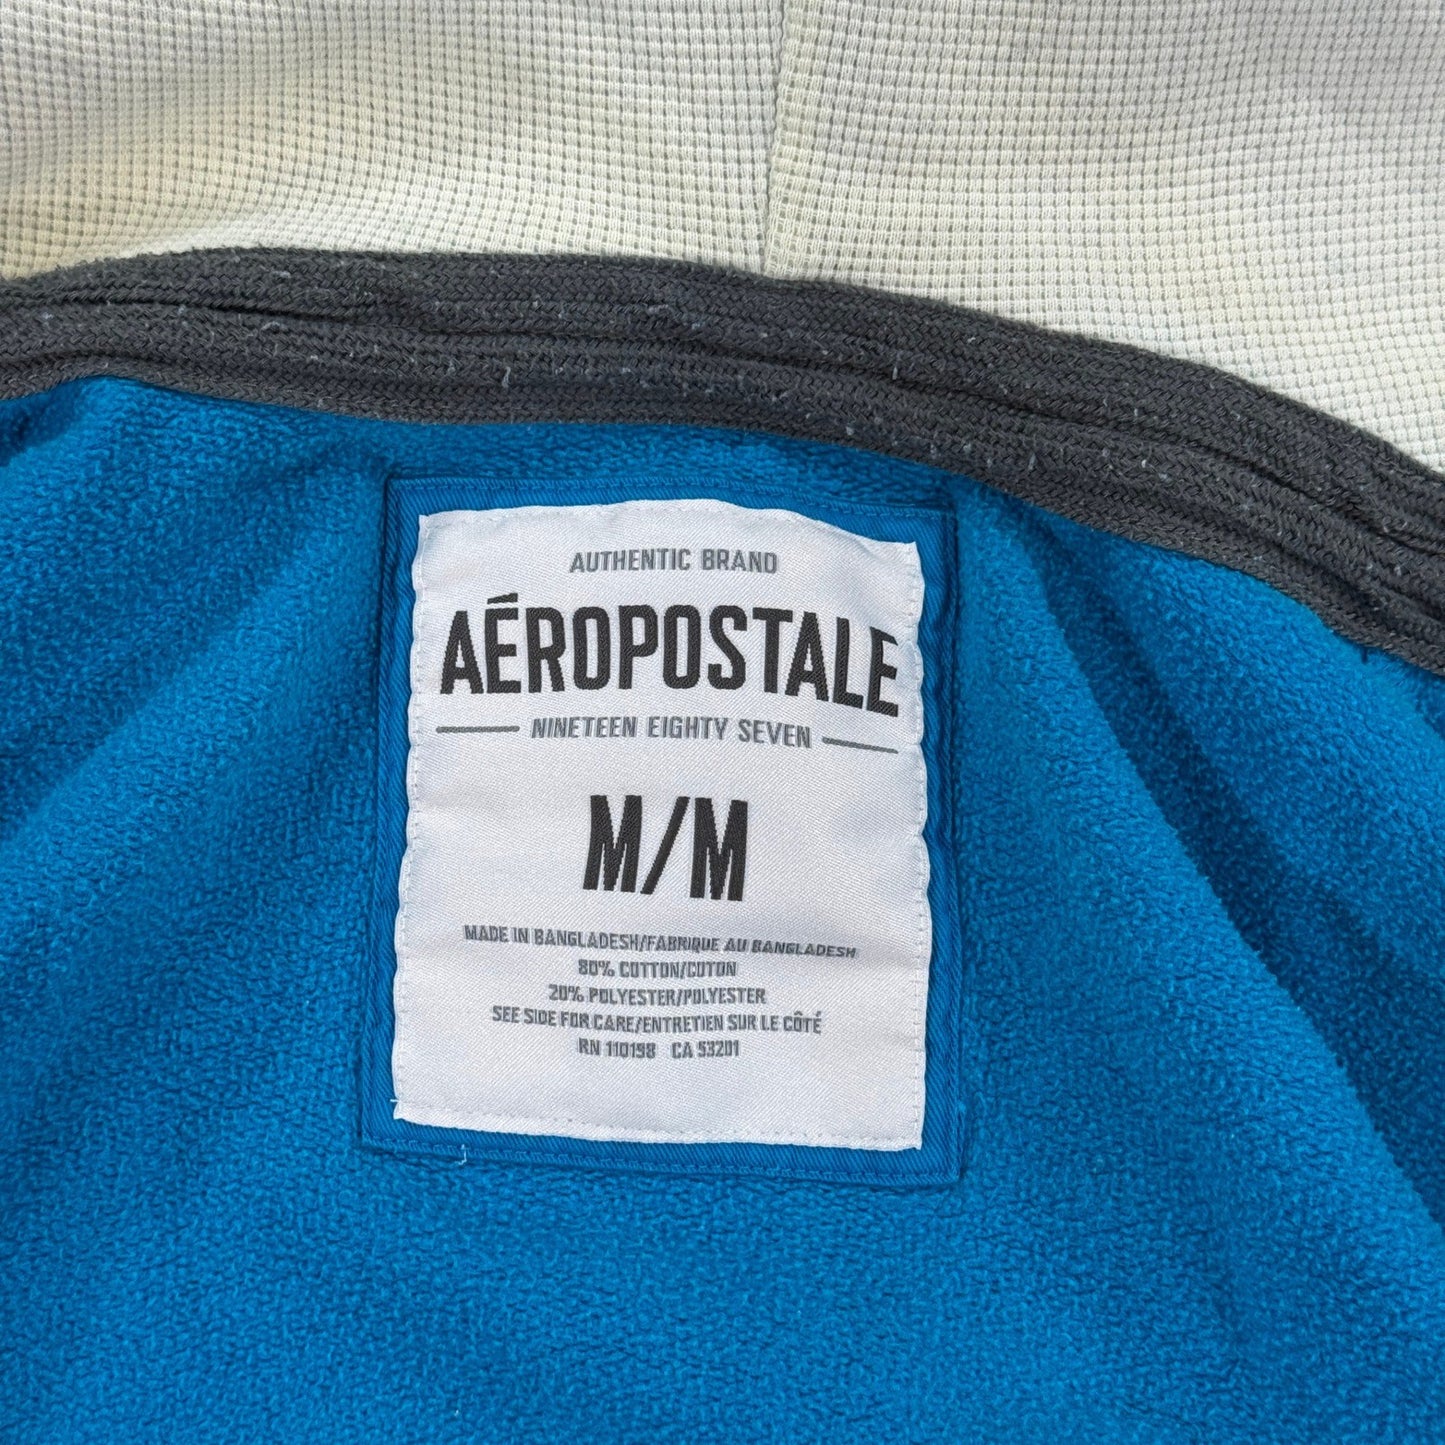 AUTHENTIC BRAND
AÉROPOSTALE
NINETEEN EIGHTY SEVEN
M/M
MADE IN BANGLADESH/FABRIQUE AU BANGLADESH
80% COTTON/COTON
20% POLYESTER/POLYESTER
SEE SIDE FOR CARE/ENTRETIEN SUR LE CÔTÉ
RN 110198 CA 53201